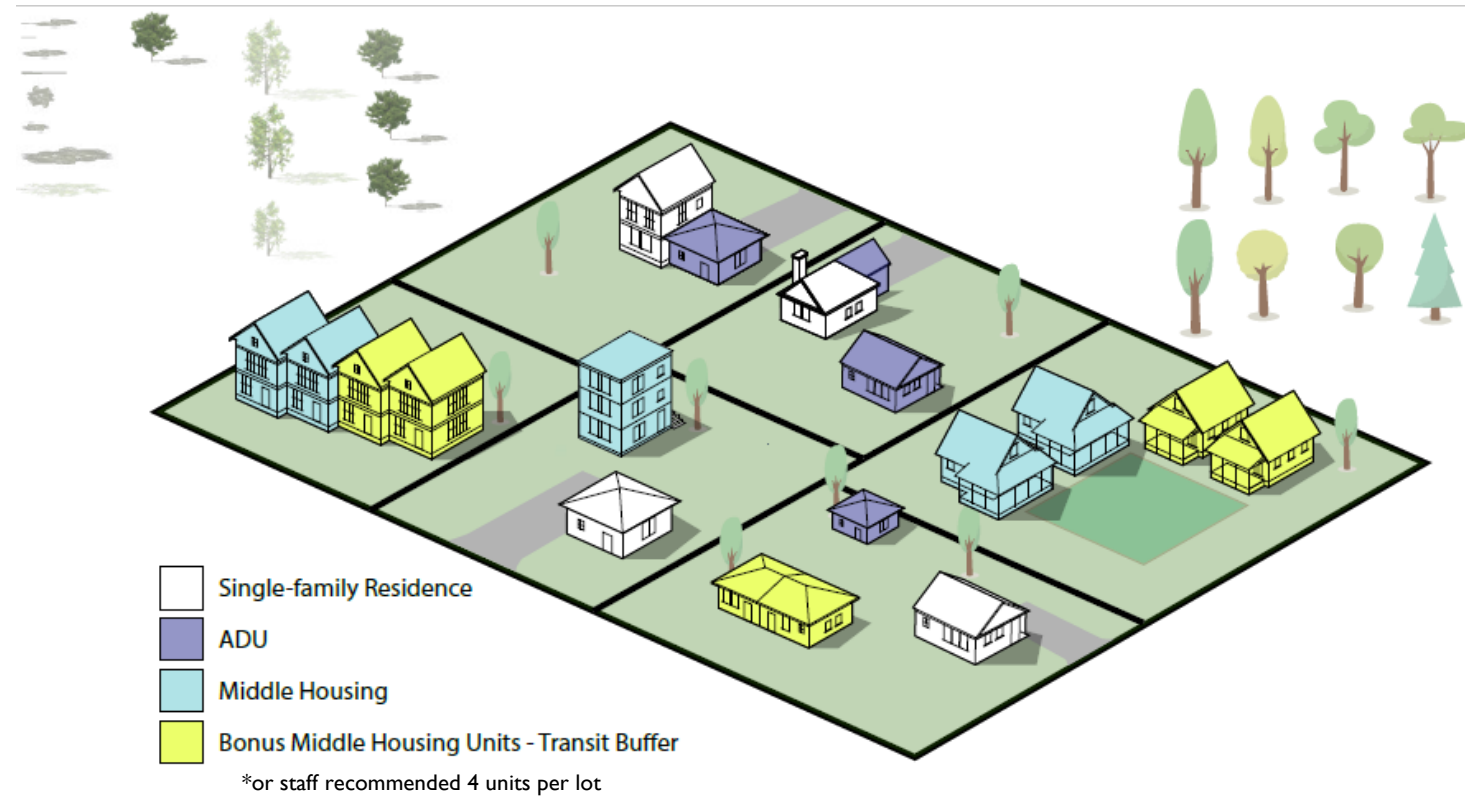 Single-family Residence
ADU
Middle Housing
Bonus Middle Housing Units - Transit Buffer
*or staff recommended 4 units per lot